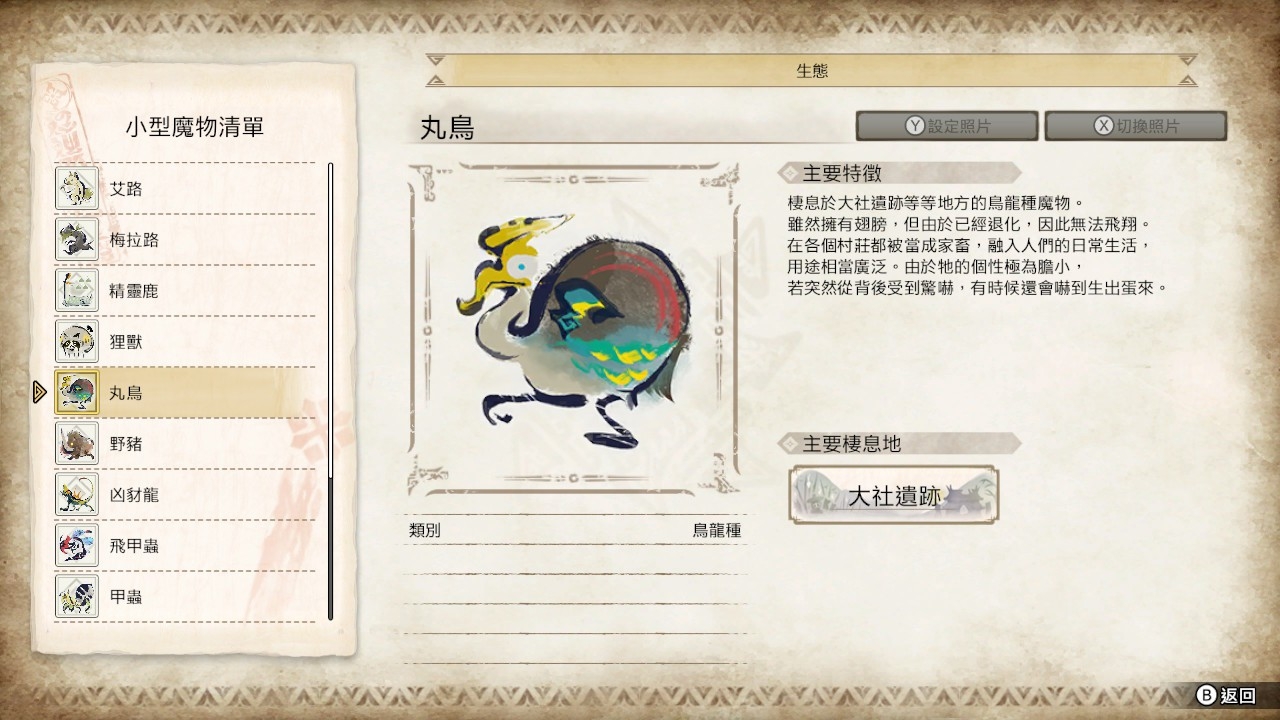 生態
小型魔物清單
艾路
梅拉路
精靈鹿
狸獸
丸鳥
野豬
凶豺龍
飛甲蟲
甲蟲
丸鳥
Y設定照片
X切換照片
主要特徵
棲息於大社遺跡等等地方的鳥龍種魔物。
雖然擁有翅膀，但由於已經退化，因此無法飛翔。
在各個村莊都被當成家畜，融入人們的日常生活，
用途相當廣泛。由於牠的個性極為膽小，
若突然從背後受到驚嚇，有時候還會嚇到生出蛋來。
主要棲息地
大社遺跡
類別 鳥龍種
B返回